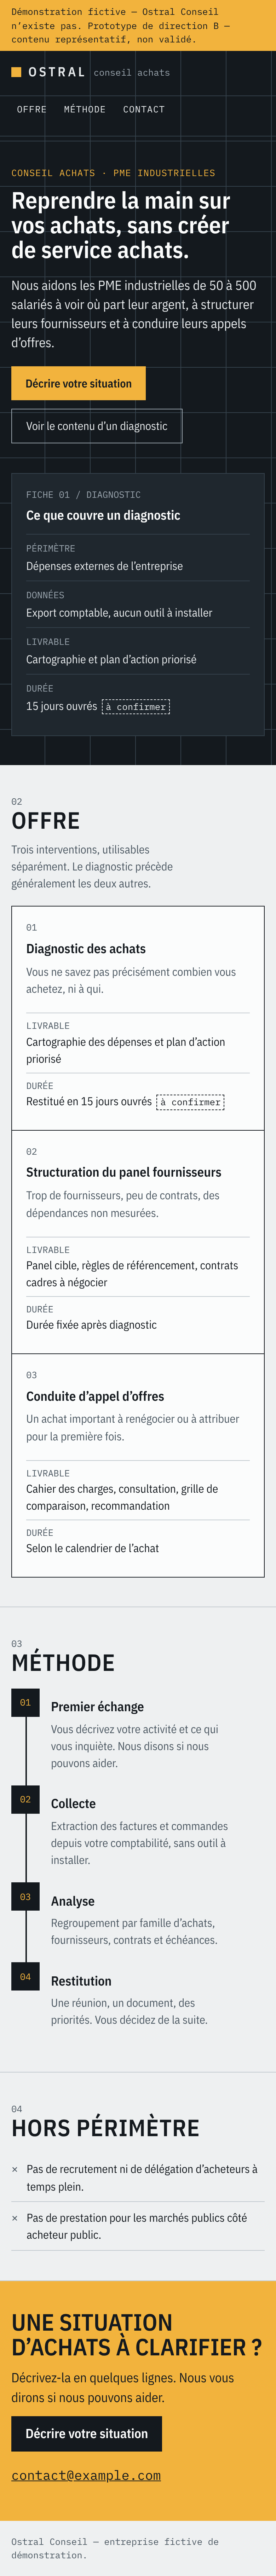 Démonstration fictive — Ostral Conseil
n’existe pas. Prototype de direction B —
contenu représentatif, non validé.
OSTRAL conseil achats
OFFRE MÉTHODE CONTACT
CONSEIL ACHATS · PME INDUSTRIELLES
Reprendre la main sur
vos achats, sans créer
de service achats.
Nous aidons les PME industrielles de 50 à 500
salariés à voir où part leur argent, à structurer
leurs fournisseurs et à conduire leurs appels
d’offres.
Décrire votre situation
Voir le contenu d’un diagnostic
FICHE 01 / DIAGNOSTIC
Ce que couvre un diagnostic
PÉRIMÈTRE
Dépenses externes de l’entreprise
DONNÉES
Export comptable, aucun outil à installer
LIVRABLE
Cartographie et plan d’action priorisé
DURÉE
15 jours ouvrés à confirmer
02
OFFRE
Trois interventions, utilisables
séparément. Le diagnostic précède
généralement les deux autres.
01
Diagnostic des achats
Vous ne savez pas précisément combien vous
achetez, ni à qui.
LIVRABLE
Cartographie des dépenses et plan d’action
priorisé
DURÉE
Restitué en 15 jours ouvrés à confirmer
02
Structuration du panel fournisseurs
Trop de fournisseurs, peu de contrats, des
dépendances non mesurées.
LIVRABLE
Panel cible, règles de référencement, contrats
cadres à négocier
DURÉE
Durée fixée après diagnostic
03
Conduite d’appel d’offres
Un achat important à renégocier ou à attribuer
pour la première fois.
LIVRABLE
Cahier des charges, consultation, grille de
comparaison, recommandation
DURÉE
Selon le calendrier de l’achat
03
MÉTHODE
01
Premier échange
Vous décrivez votre activité et ce qui
vous inquiète. Nous disons si nous
pouvons aider.
02
Collecte
Extraction des factures et commandes
depuis votre comptabilité, sans outil à
installer.
03
Analyse
Regroupement par famille d’achats,
fournisseurs, contrats et échéances.
04
Restitution
Une réunion, un document, des
priorités. Vous décidez de la suite.
04
HORS PÉRIMÈTRE
× Pas de recrutement ni de délégation d’acheteurs à
temps plein.
× Pas de prestation pour les marchés publics côté
acheteur public.
UNE SITUATION
D’ACHATS À CLARIFIER ?
Décrivez-la en quelques lignes. Nous vous
dirons si nous pouvons aider.
Décrire votre situation
contact@example.com
Ostral Conseil — entreprise fictive de
démonstration.